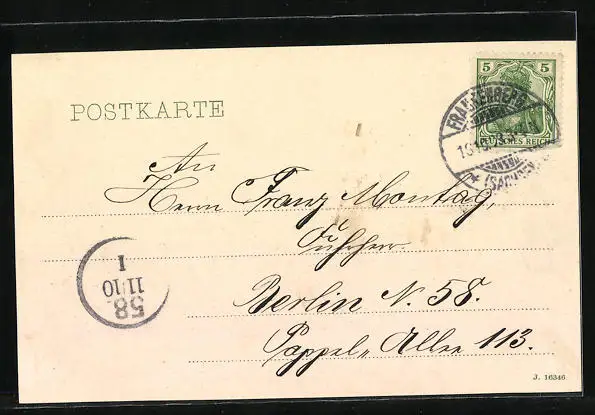 POSTKARTE
5 5
DEUTSCHES REICH
FRANKENBERG
(SACHSEN)
An
Herrn Franz Montag,
Fuhrherr
Berlin N. 58.
Pappel-Allee 113.
58
11/10
I
J. 16346